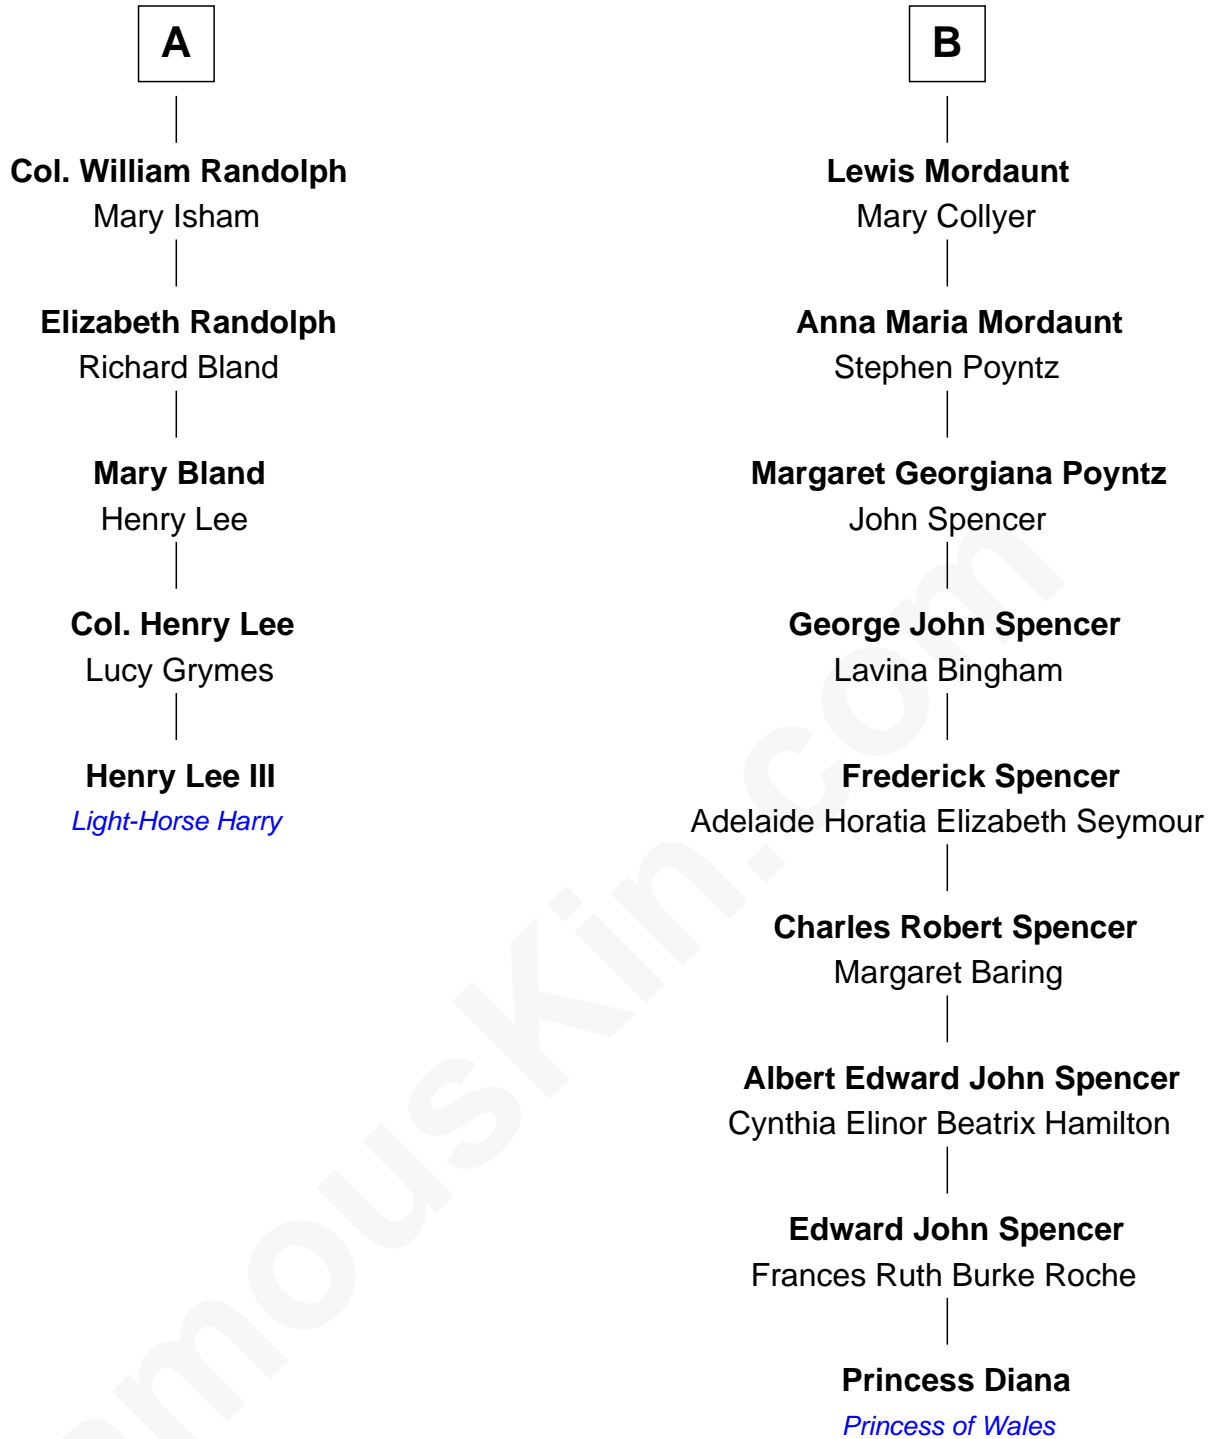 A
Col. William Randolph
Mary Isham
Elizabeth Randolph
Richard Bland
Mary Bland
Henry Lee
Col. Henry Lee
Lucy Grymes
Henry Lee III
Light-Horse Harry
B
Lewis Mordaunt
Mary Collyer
Anna Maria Mordaunt
Stephen Poyntz
Margaret Georgiana Poyntz
John Spencer
George John Spencer
Lavina Bingham
Frederick Spencer
Adelaide Horatia Elizabeth Seymour
Charles Robert Spencer
Margaret Baring
Albert Edward John Spencer
Cynthia Elinor Beatrix Hamilton
Edward John Spencer
Frances Ruth Burke Roche
Princess Diana
Princess of Wales
amouskin.com